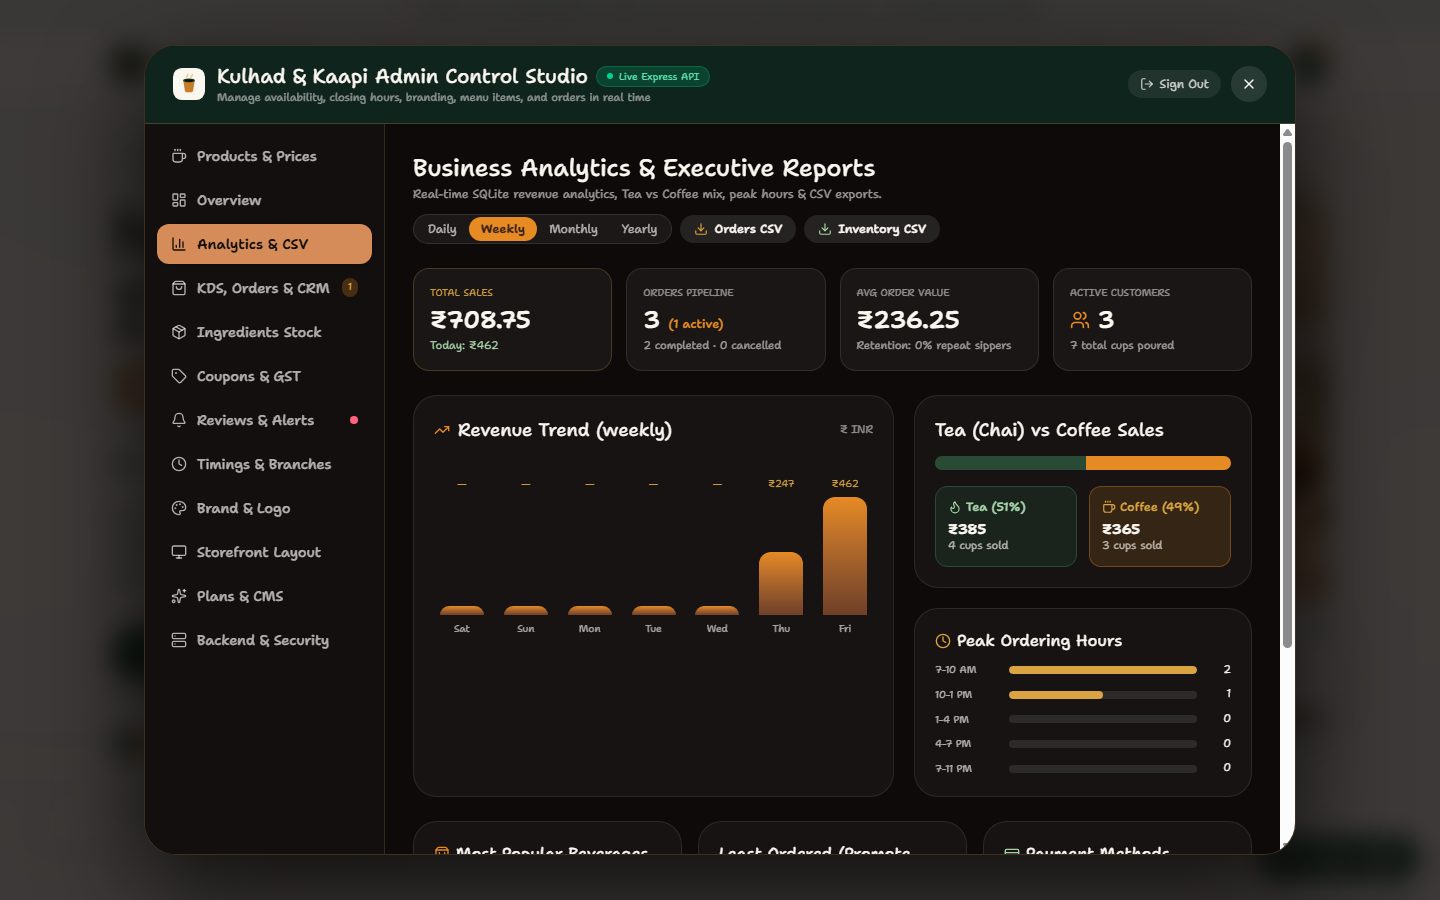 Kulhad & Kaapi Admin Control Studio
Live Express API
Manage availability, closing hours, branding, menu items, and orders in real time
Sign Out
Products & Prices
Overview
Analytics & CSV
KDS, Orders & CRM 1
Ingredients Stock
Coupons & GST
Reviews & Alerts
Timings & Branches
Brand & Logo
Storefront Layout
Plans & CMS
Backend & Security
Business Analytics & Executive Reports
Real-time SQLite revenue analytics, Tea vs Coffee mix, peak hours & CSV exports.
Daily Weekly Monthly Yearly Orders CSV Inventory CSV
TOTAL SALES
₹708.75
Today: ₹462
ORDERS PIPELINE
3 (1 active)
2 completed · 0 cancelled
AVG ORDER VALUE
₹236.25
Retention: 0% repeat sippers
ACTIVE CUSTOMERS
3
7 total cups poured
Revenue Trend (weekly)
₹ INR
— — — — — ₹247 ₹462
Sat Sun Mon Tue Wed Thu Fri
Tea (Chai) vs Coffee Sales
Tea (51%)
₹385
4 cups sold
Coffee (49%)
₹365
3 cups sold
Peak Ordering Hours
7-10 AM 2
10-1 PM 1
1-4 PM 0
4-7 PM 0
7-11 PM 0
Most Popular Beverages
Least Ordered (Promote
Payment Methods